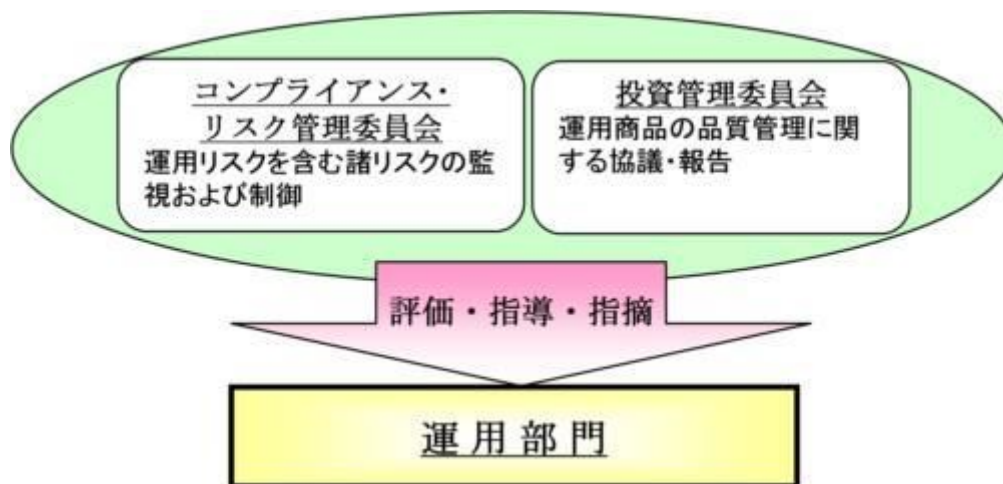 コンプライアンス・
リスク管理委員会
運用リスクを含む諸リスクの監
視および制御
投資管理委員会
運用商品の品質管理に関
する協議・報告
評価・指導・指摘
運用部門